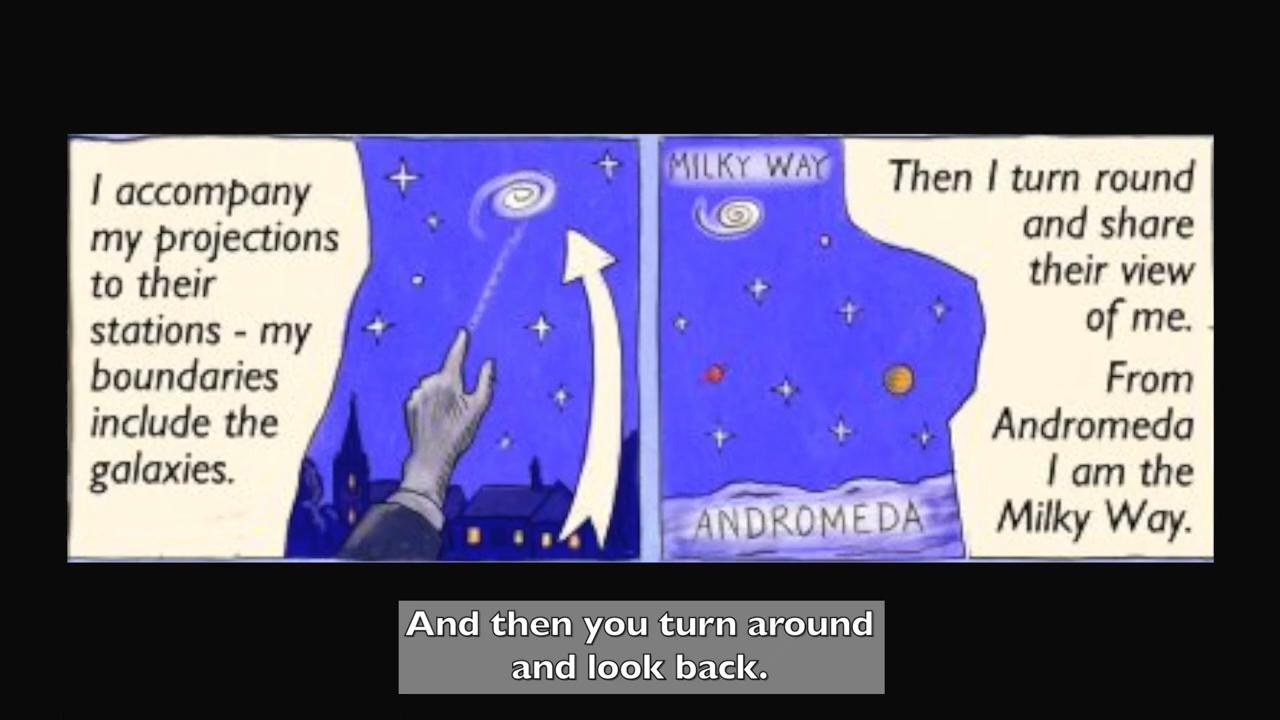 I accompany
my projections
to their
stations - my
boundaries
include the
galaxies.
MILKY WAY
ANDROMEDA
Then I turn round
and share
their view
of me.
From
Andromeda
I am the
Milky Way.
And then you turn around
and look back.